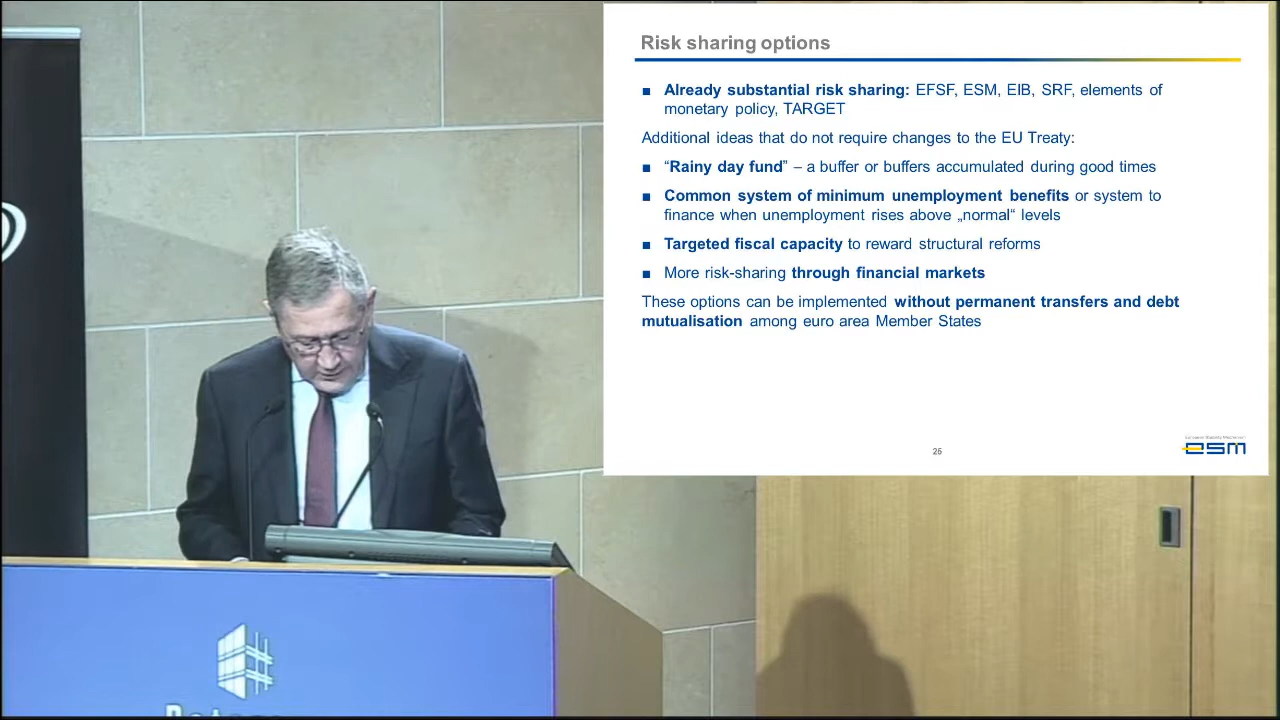 Risk sharing options
■ Already substantial risk sharing: EFSF, ESM, EIB, SRF, elements of
monetary policy, TARGET
Additional ideas that do not require changes to the EU Treaty:
■ “Rainy day fund” – a buffer or buffers accumulated during good times
■ Common system of minimum unemployment benefits or system to
finance when unemployment rises above „normal“ levels
■ Targeted fiscal capacity to reward structural reforms
■ More risk-sharing through financial markets
These options can be implemented without permanent transfers and debt
mutualisation among euro area Member States
26
European Stability Mechanism
esm